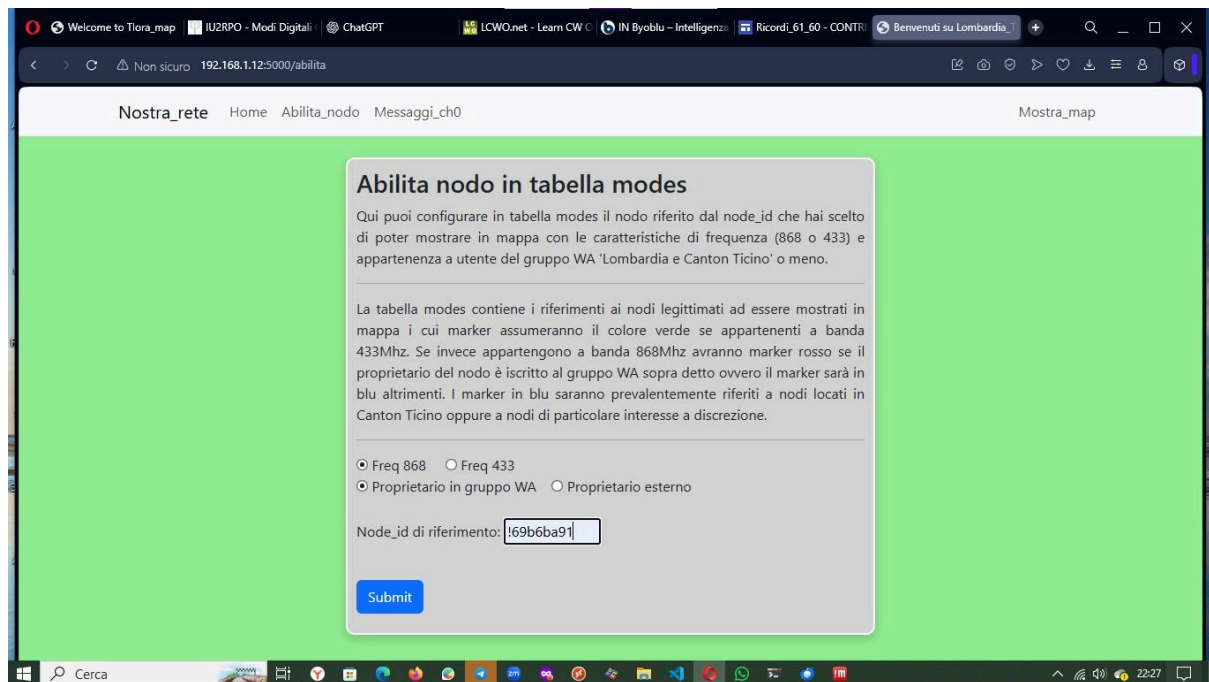 Welcome to Tlora_map
IU2RPO - Modi Digitali
ChatGPT
LCWO.net - Learn CW O
IN Byoblu – Intelligenza
Ricordi_61_60 - CONTRI
Benvenuti su Lombardia_T
Non sicuro 192.168.1.12:5000/abilita
Nostra_rete Home Abilita_nodo Messaggi_ch0 Mostra_map
Abilita nodo in tabella modes
Qui puoi configurare in tabella modes il nodo riferito dal node_id che hai scelto
di poter mostrare in mappa con le caratteristiche di frequenza (868 o 433) e
appartenenza a utente del gruppo WA 'Lombardia e Canton Ticino' o meno.
La tabella modes contiene i riferimenti ai nodi legittimati ad essere mostrati in
mappa i cui marker assumeranno il colore verde se appartenenti a banda
433Mhz. Se invece appartengono a banda 868Mhz avranno marker rosso se il
proprietario del nodo è iscritto al gruppo WA sopra detto ovvero il marker sarà in
blu altrimenti. I marker in blu saranno prevalentemente riferiti a nodi locati in
Canton Ticino oppure a nodi di particolare interesse a discrezione.
Freq 868 Freq 433
Proprietario in gruppo WA Proprietario esterno
Node_id di riferimento: !69b6ba91
Submit
Cerca
22:27